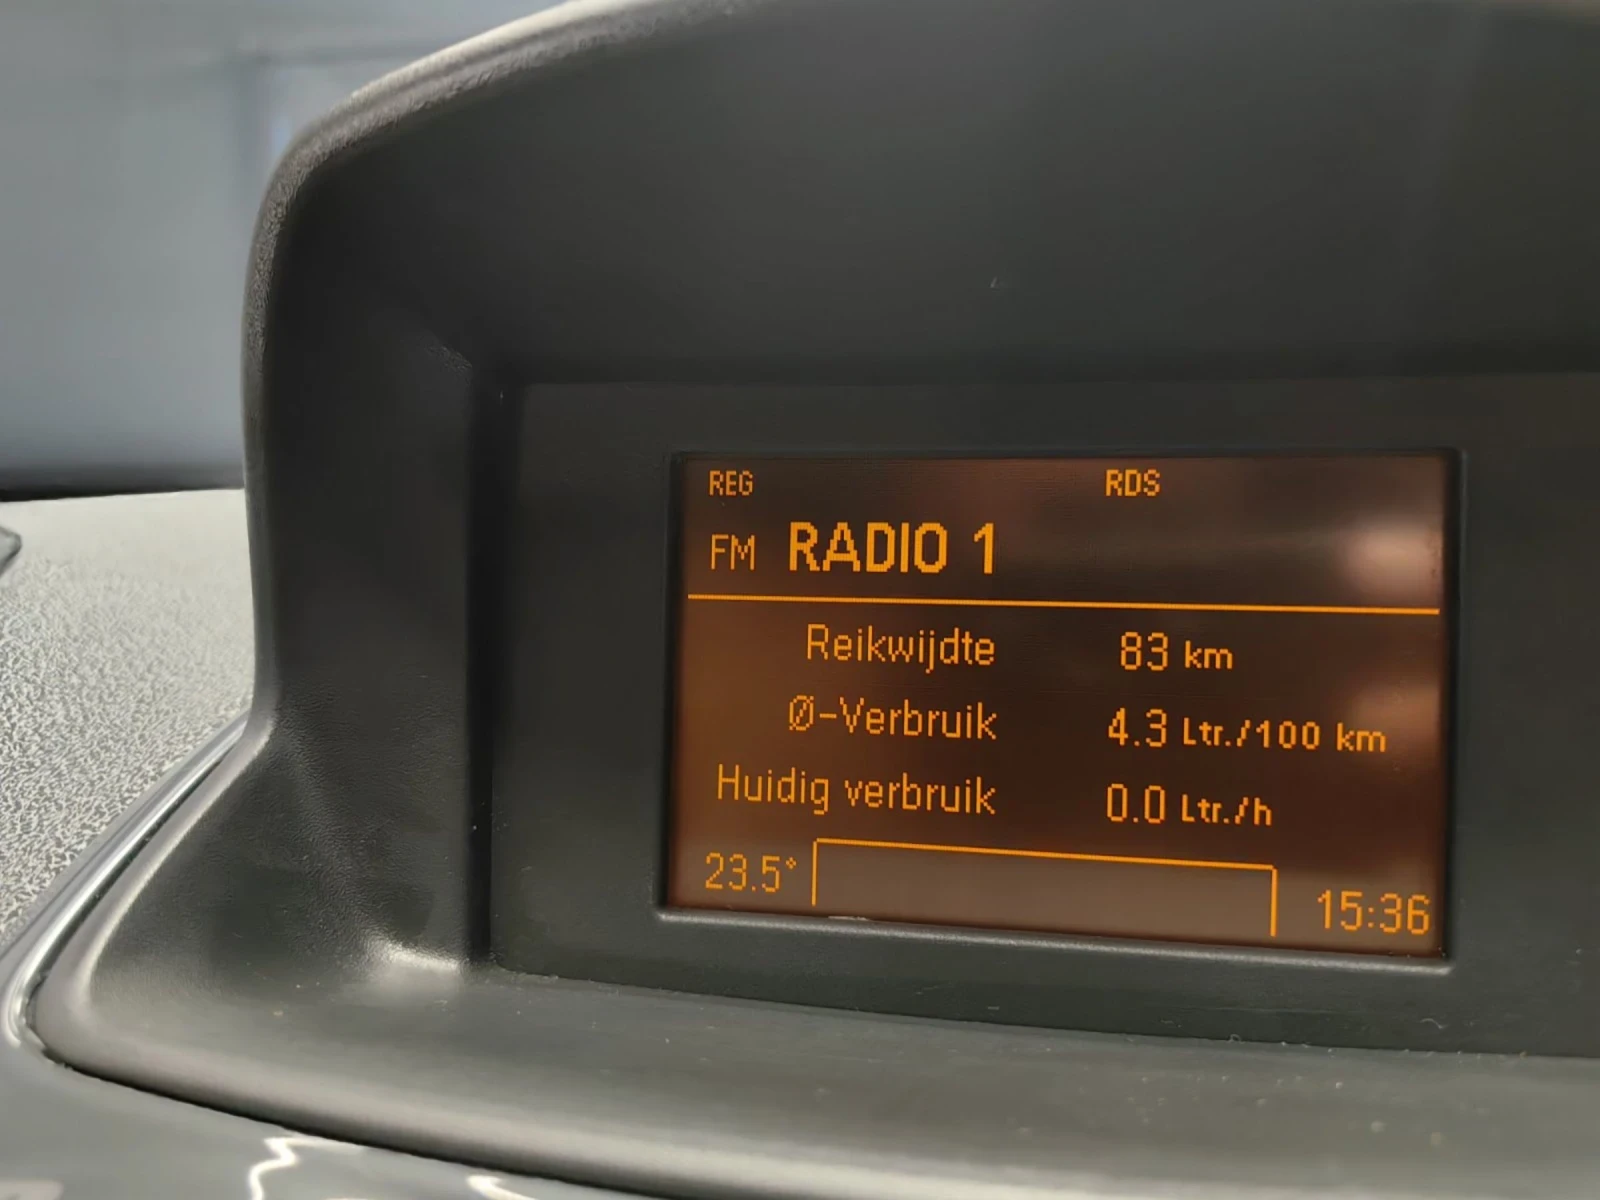 REG RDS
FM RADIO 1
Reikwijdte 83 km
Ø-Verbruik 4.3 Ltr./100 km
Huidig verbruik 0.0 Ltr./h
23.5° 15:36